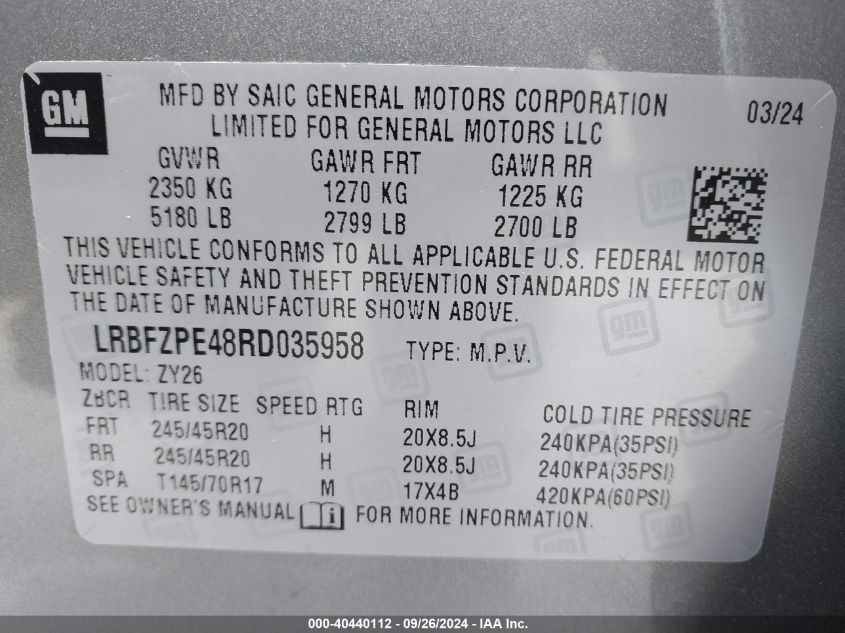 GM
MFD BY SAIC GENERAL MOTORS CORPORATION
LIMITED FOR GENERAL MOTORS LLC
03/24
GVWR GAWR FRT GAWR RR
2350 KG 1270 KG 1225 KG
5180 LB 2799 LB 2700 LB
THIS VEHICLE CONFORMS TO ALL APPLICABLE U.S. FEDERAL MOTOR
VEHICLE SAFETY AND THEFT PREVENTION STANDARDS IN EFFECT ON
THE DATE OF MANUFACTURE SHOWN ABOVE.
LRBFZPE48RD035958 TYPE: M.P.V.
MODEL: ZY26
ZBCR TIRE SIZE SPEED RTG RIM COLD TIRE PRESSURE
FRT 245/45R20 H 20X8.5J 240KPA(35PSI)
RR 245/45R20 H 20X8.5J 240KPA(35PSI)
SPA T145/70R17 M 17X4B 420KPA(60PSI)
SEE OWNER'S MANUAL i FOR MORE INFORMATION.
000-40440112 - 09/26/2024 - IAA Inc.